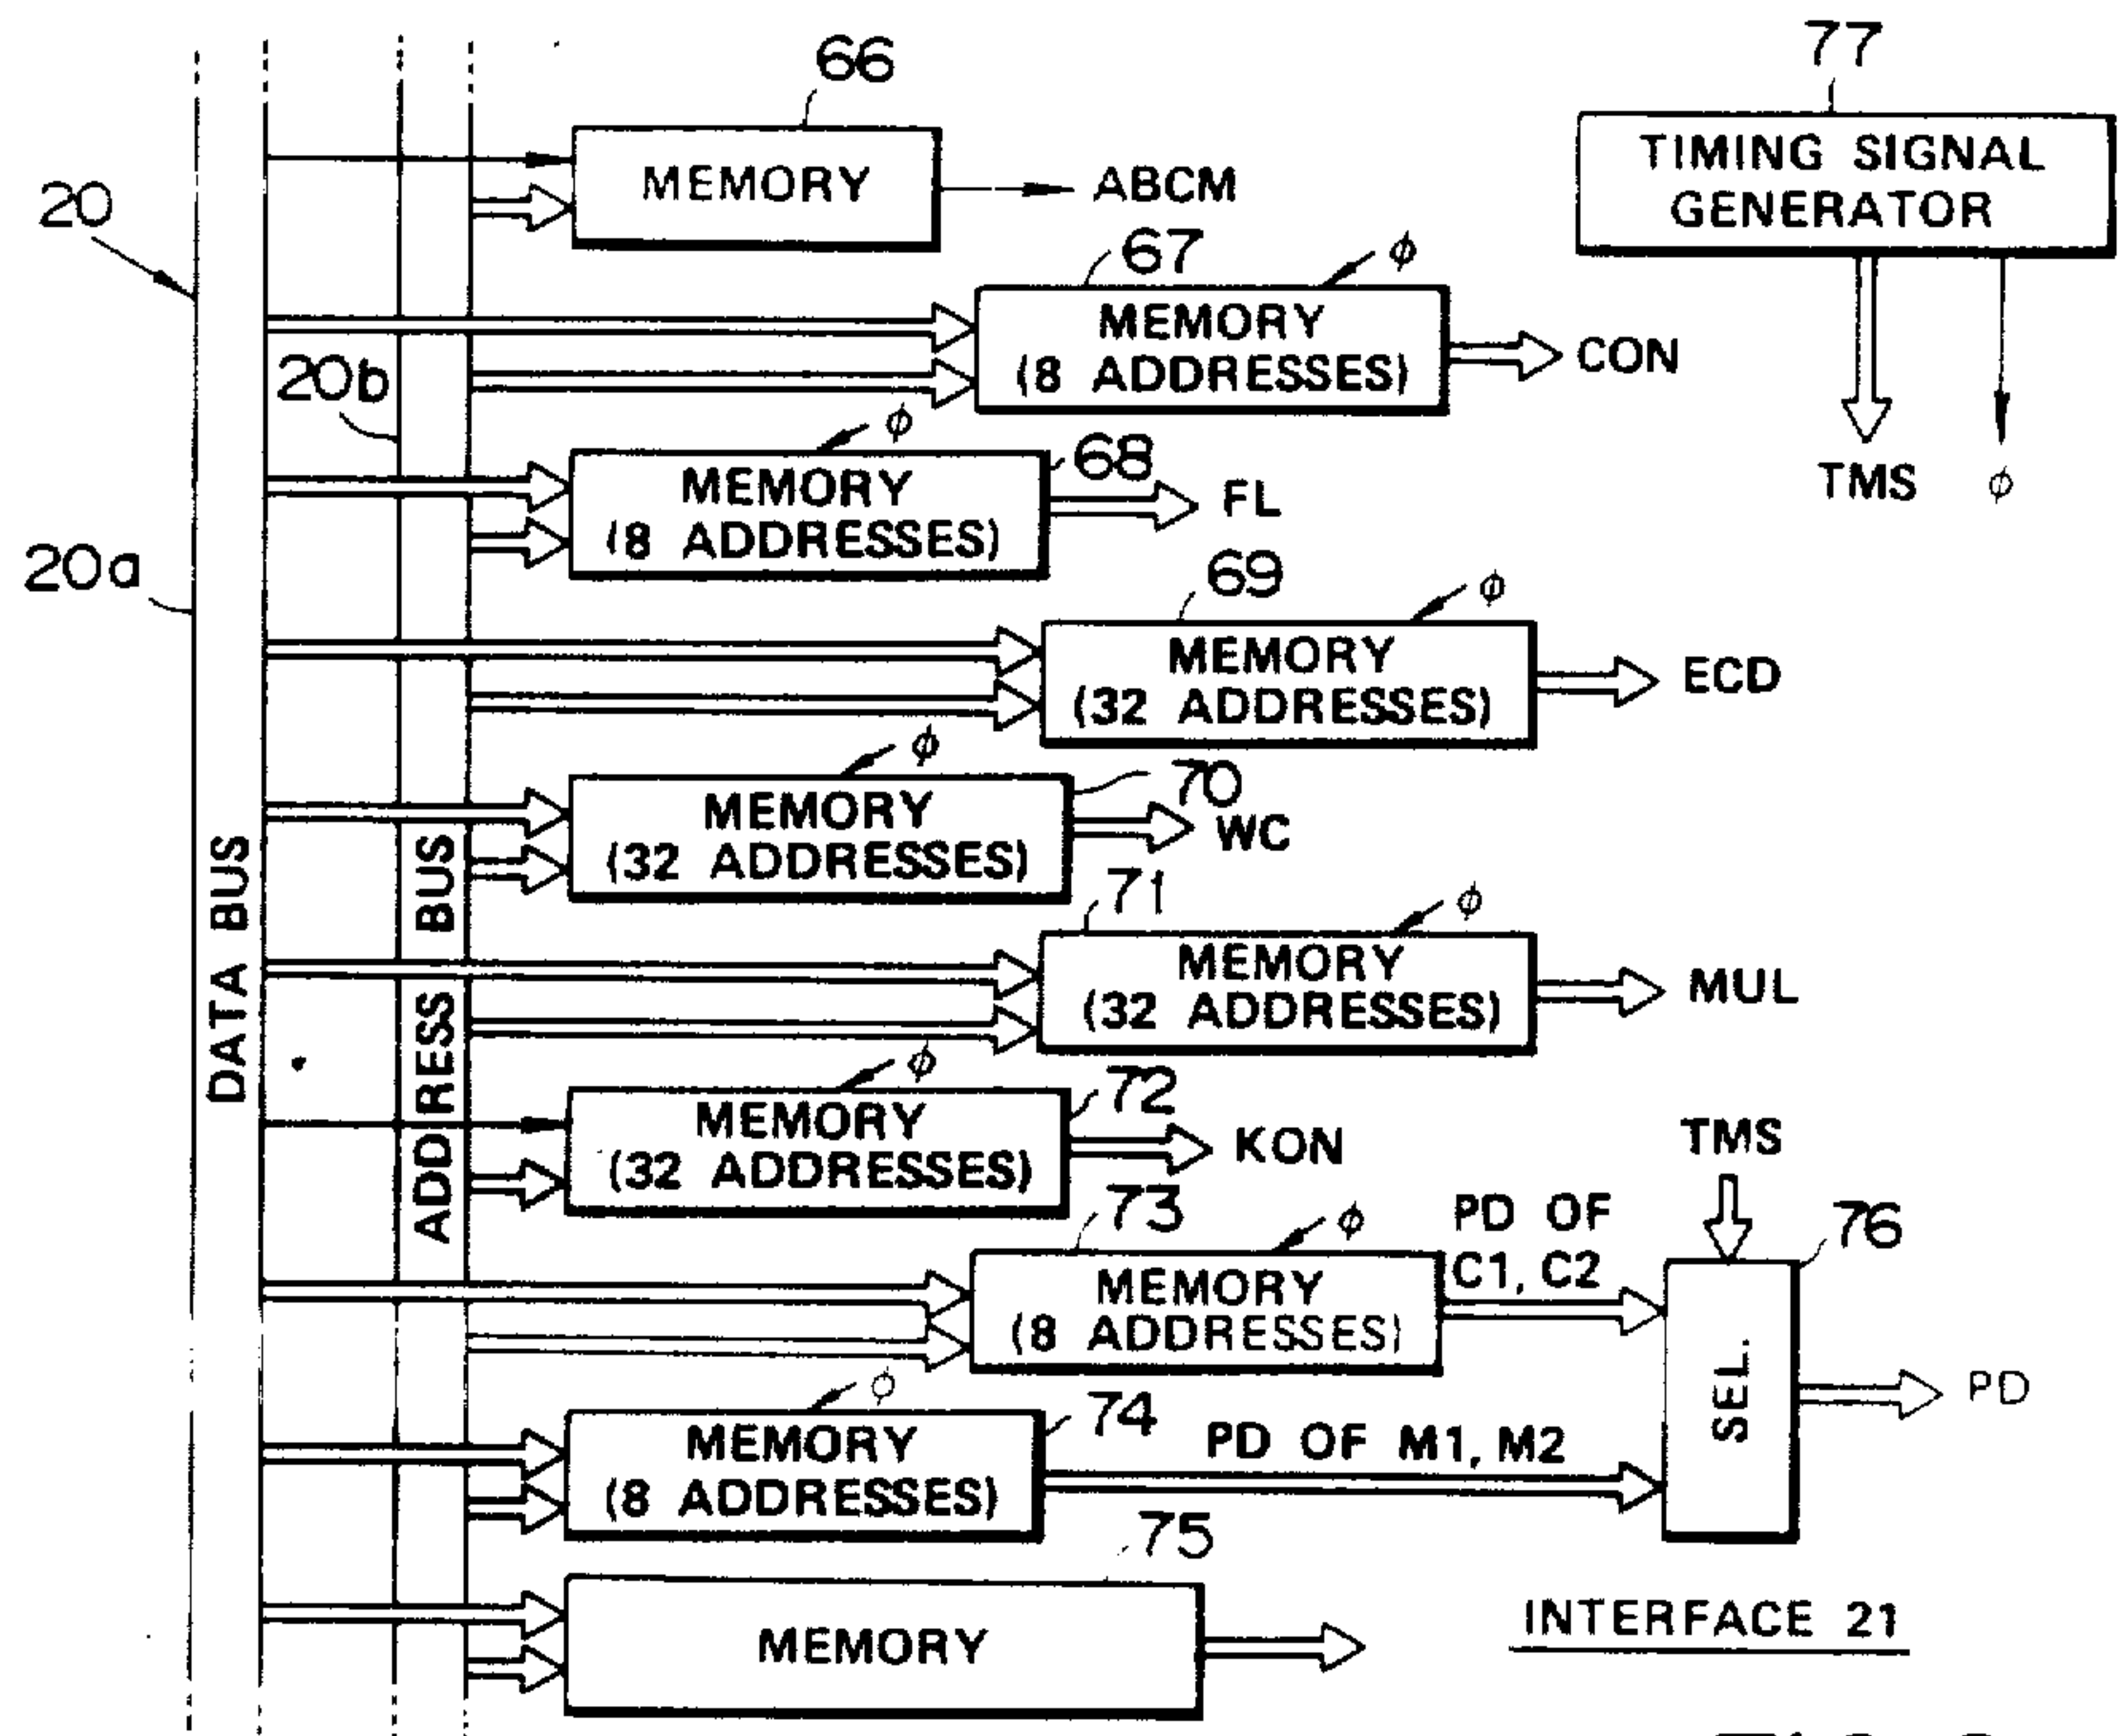 66
77
MEMORY
ABCM
TIMING SIGNAL
GENERATOR
20
67
ϕ
MEMORY
(8 ADDRESSES)
CON
20b
ϕ
68
MEMORY
(8 ADDRESSES)
FL
TMS
ϕ
20a
69
ϕ
MEMORY
(32 ADDRESSES)
ECD
ϕ
70
MEMORY
(32 ADDRESSES)
WC
DATA BUS
ADDRESS BUS
71
ϕ
MEMORY
(32 ADDRESSES)
MUL
ϕ
72
MEMORY
(32 ADDRESSES)
KON
TMS
73
ϕ
PD OF
C1, C2
76
MEMORY
(8 ADDRESSES)
SEL.
PD
ϕ
74
MEMORY
(8 ADDRESSES)
PD OF M1, M2
75
MEMORY
INTERFACE 21